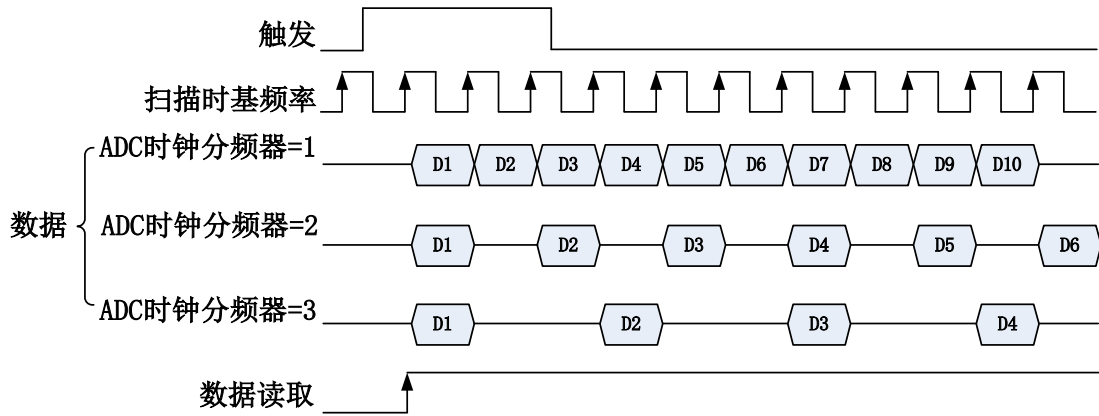 触发
扫描时基频率
ADC时钟分频器=1
D1 D2 D3 D4 D5 D6 D7 D8 D9 D10
数据
ADC时钟分频器=2
D1 D2 D3 D4 D5 D6
ADC时钟分频器=3
D1 D2 D3 D4
数据读取